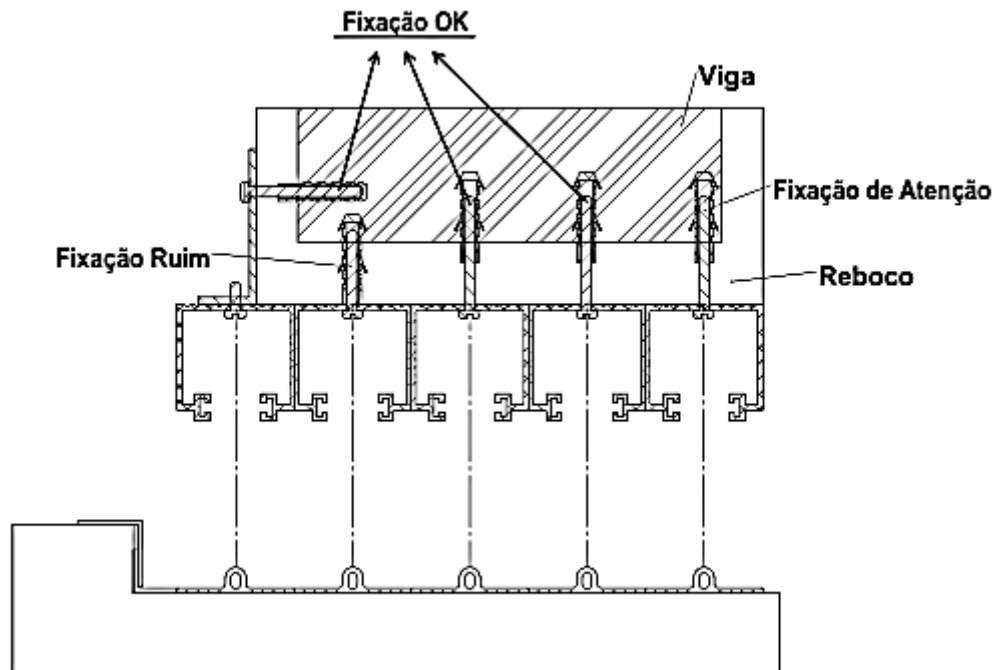 Fixação OK
Viga
Fixação de Atenção
Fixação Ruim
Reboco